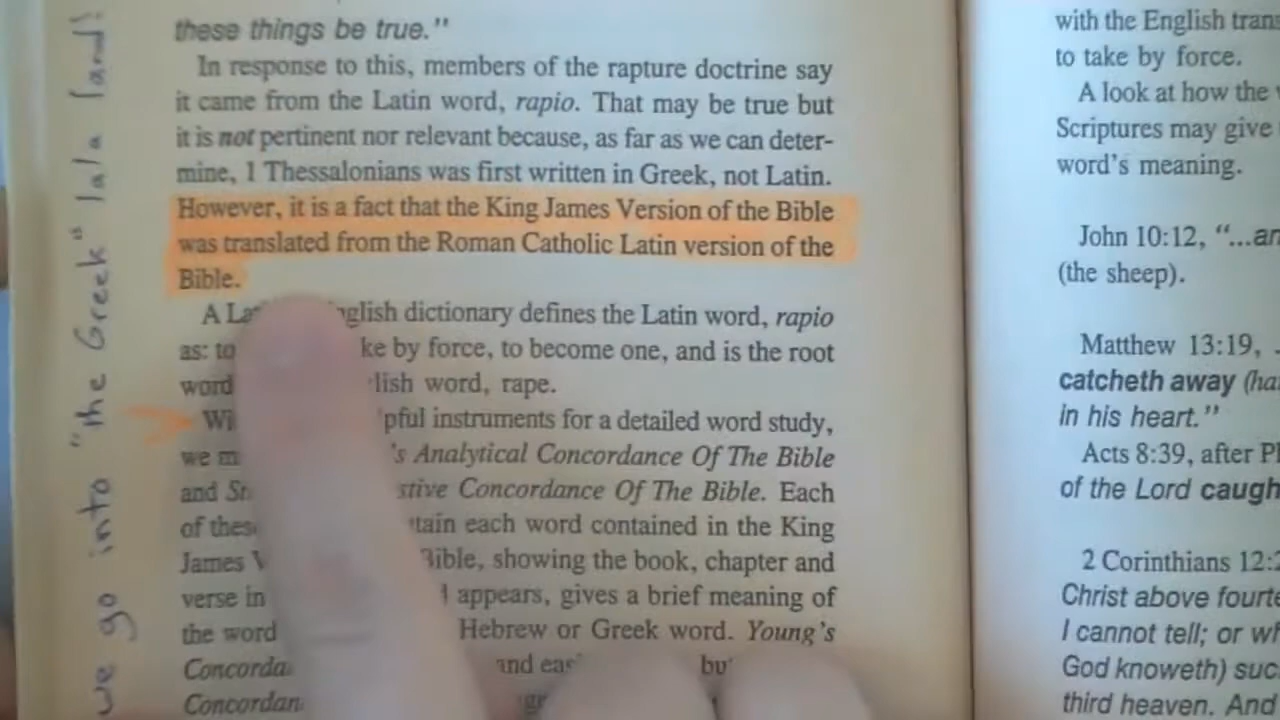 these things be true."
In response to this, members of the rapture doctrine say
it came from the Latin word, rapio. That may be true but
it is not pertinent nor relevant because, as far as we can deter-
mine, 1 Thessalonians was first written in Greek, not Latin.
However, it is a fact that the King James Version of the Bible
was translated from the Roman Catholic Latin version of the
Bible.
A glish dictionary defines the Latin word, rapio
as: to ke by force, to become one, and is the root
word lish word, rape.
pful instruments for a detailed word study,
we 's Analytical Concordance Of The Bible
and stive Concordance Of The Bible. Each
of thes tain each word contained in the King
James V Bible, showing the book, chapter and
verse in appears, gives a brief meaning of
the word Hebrew or Greek word. Young's
Concorda and eas bu
Concordan
we go into "the Greek" lala land!
with the English trans
to take by force.
A look at how the
Scriptures may give
word's meaning.
John 10:12, "...an
(the sheep).
Matthew 13:19,
catcheth away (ha
in his heart."
Acts 8:39, after Pl
of the Lord caugh
2 Corinthians 12:2
Christ above fourte
I cannot tell; or wh
God knoweth) suc
third heaven. And